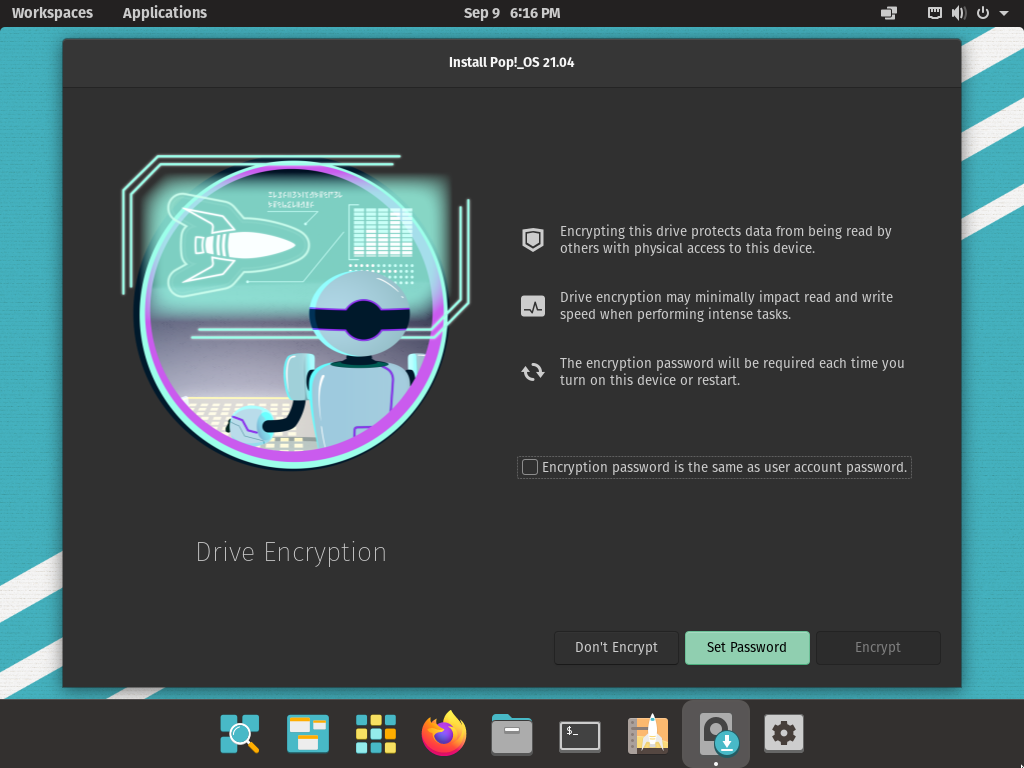 Workspaces Applications Sep 9 6:16 PM
Install Pop!_OS 21.04
Encrypting this drive protects data from being read by
others with physical access to this device.
Drive encryption may minimally impact read and write
speed when performing intense tasks.
The encryption password will be required each time you
turn on this device or restart.
Encryption password is the same as user account password.
Drive Encryption
Don't Encrypt Set Password Encrypt
$_